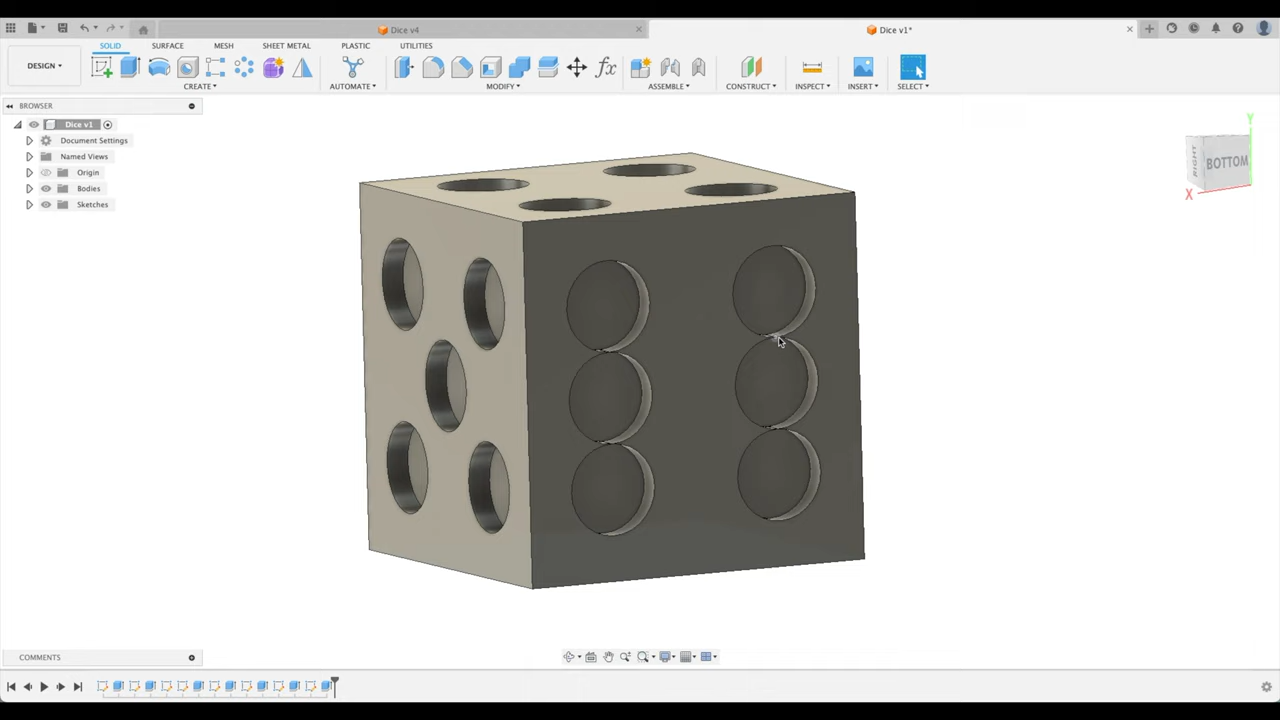 Dice v4
Dice v1*
SOLID SURFACE MESH SHEET METAL PLASTIC UTILITIES
DESIGN
CREATE AUTOMATE MODIFY ASSEMBLE CONSTRUCT INSPECT INSERT SELECT
fx
BROWSER
Dice v1
Document Settings
Named Views
Origin
Bodies
Sketches
Y
RIGHT
BOTTOM
X
COMMENTS